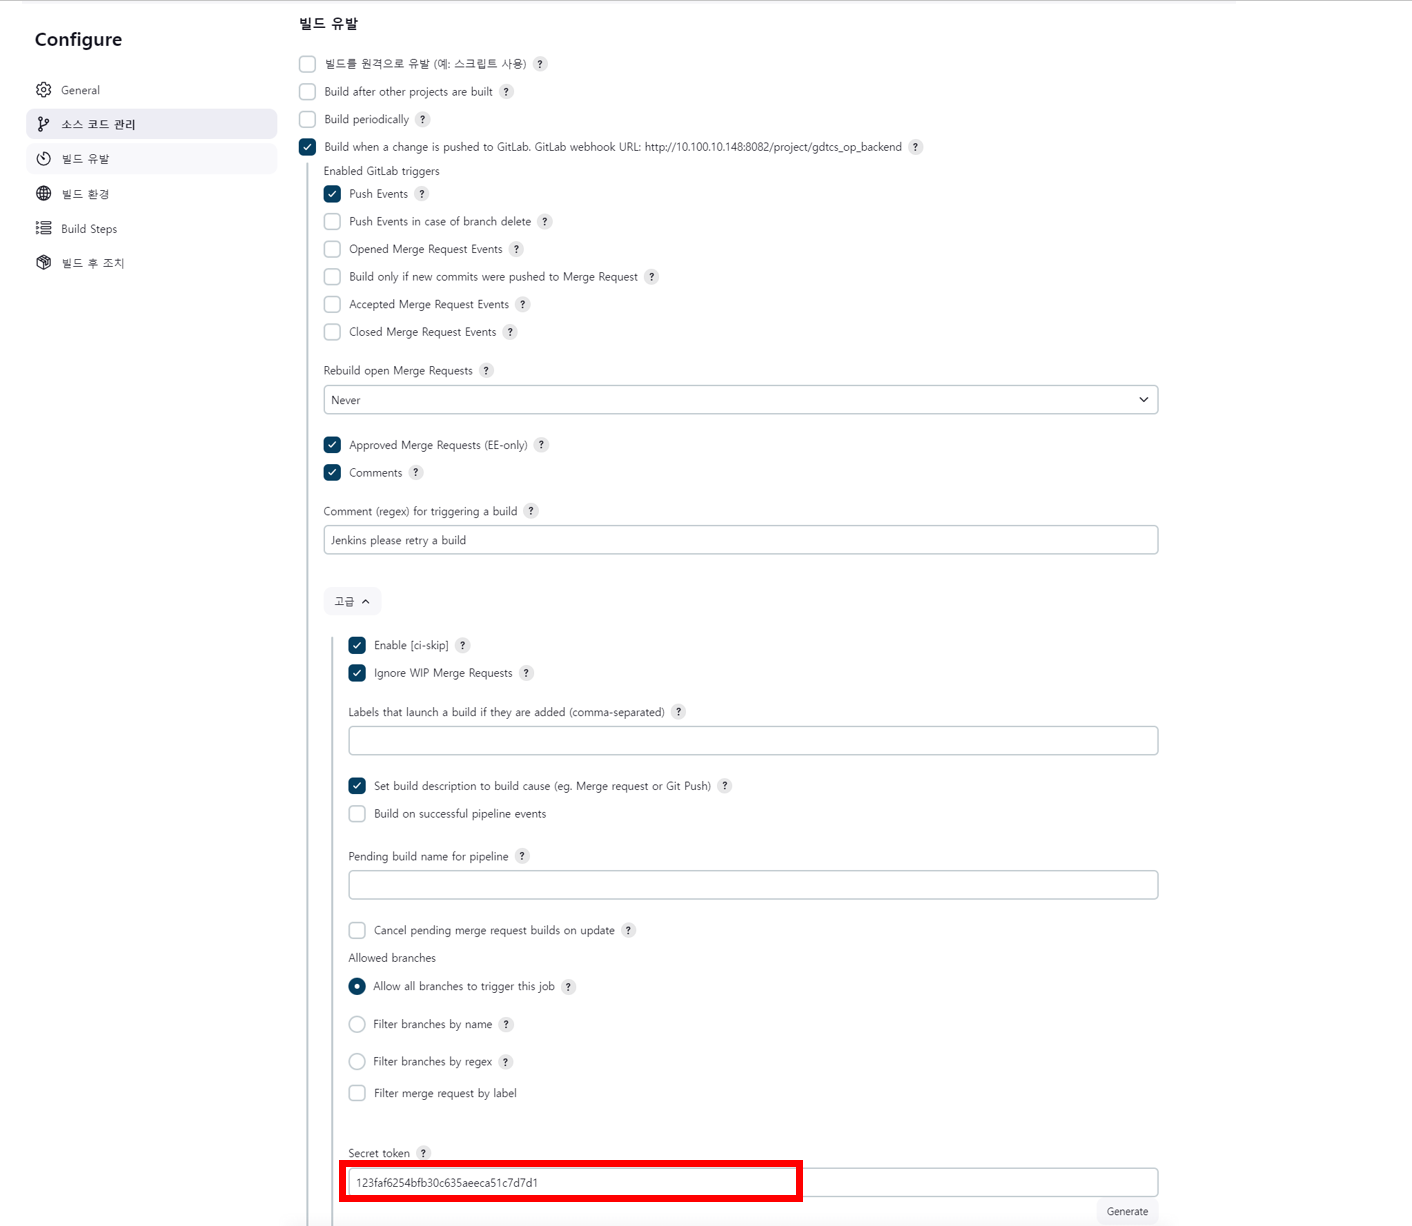 Configure
General
소스 코드 관리
빌드 유발
빌드 환경
Build Steps
빌드 후 조치
빌드 유발
빌드를 원격으로 유발 (예: 스크립트 사용) ?
Build after other projects are built ?
Build periodically ?
Build when a change is pushed to GitLab. GitLab webhook URL: http://10.100.10.148:8082/project/gdtcs_op_backend ?
Enabled GitLab triggers
Push Events ?
Push Events in case of branch delete ?
Opened Merge Request Events ?
Build only if new commits were pushed to Merge Request ?
Accepted Merge Request Events ?
Closed Merge Request Events ?
Rebuild open Merge Requests ?
Never
Approved Merge Requests (EE-only) ?
Comments ?
Comment (regex) for triggering a build ?
Jenkins please retry a build
고급
Enable [ci-skip] ?
Ignore WIP Merge Requests ?
Labels that launch a build if they are added (comma-separated) ?
Set build description to build cause (eg. Merge request or Git Push) ?
Build on successful pipeline events
Pending build name for pipeline ?
Cancel pending merge request builds on update ?
Allowed branches
Allow all branches to trigger this job ?
Filter branches by name ?
Filter branches by regex ?
Filter merge request by label
Secret token ?
123faf6254bfb30c635aeeca51c7d7d1
Generate